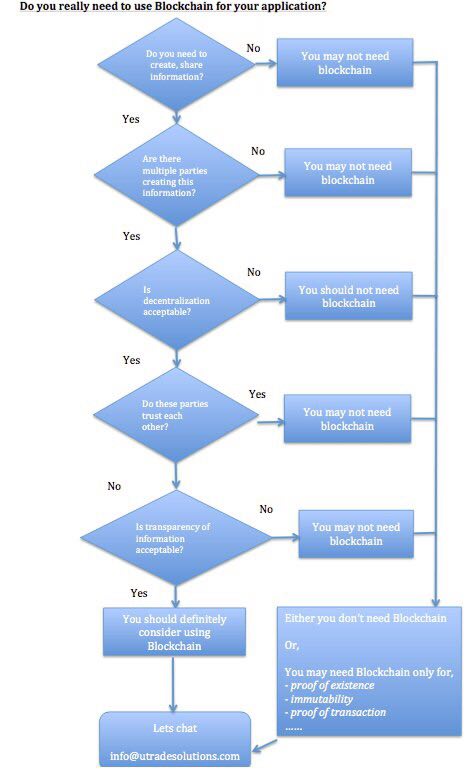 Do you really need to use Blockchain for your application?
Do you need to
create, share
information?
No
You may not need
blockchain
Yes
Are there
multiple parties
creating this
information?
No
You may not need
blockchain
Yes
Is
decentralization
acceptable?
No
You should not need
blockchain
Yes
Do these parties
trust each
other?
Yes
You may not need
blockchain
No
Is transparency of
information
acceptable?
No
You may not need
blockchain
Yes
You should definitely
consider using
Blockchain
Either you don't need Blockchain
Or,
You may need Blockchain only for,
- proof of existence
- immutability
- proof of transaction
......
Lets chat
info@utradesolutions.com